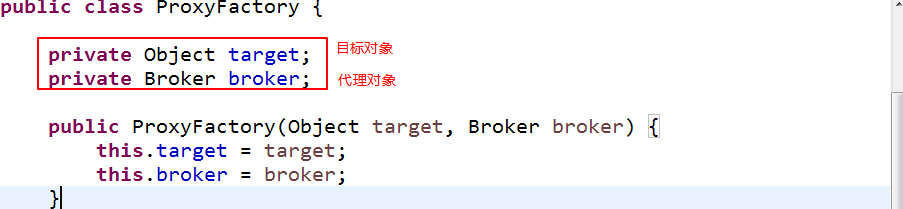 public class ProxyFactory {
private Object target; 目标对象
private Broker broker; 代理对象
public ProxyFactory(Object target, Broker broker) {
this.target = target;
this.broker = broker;
}